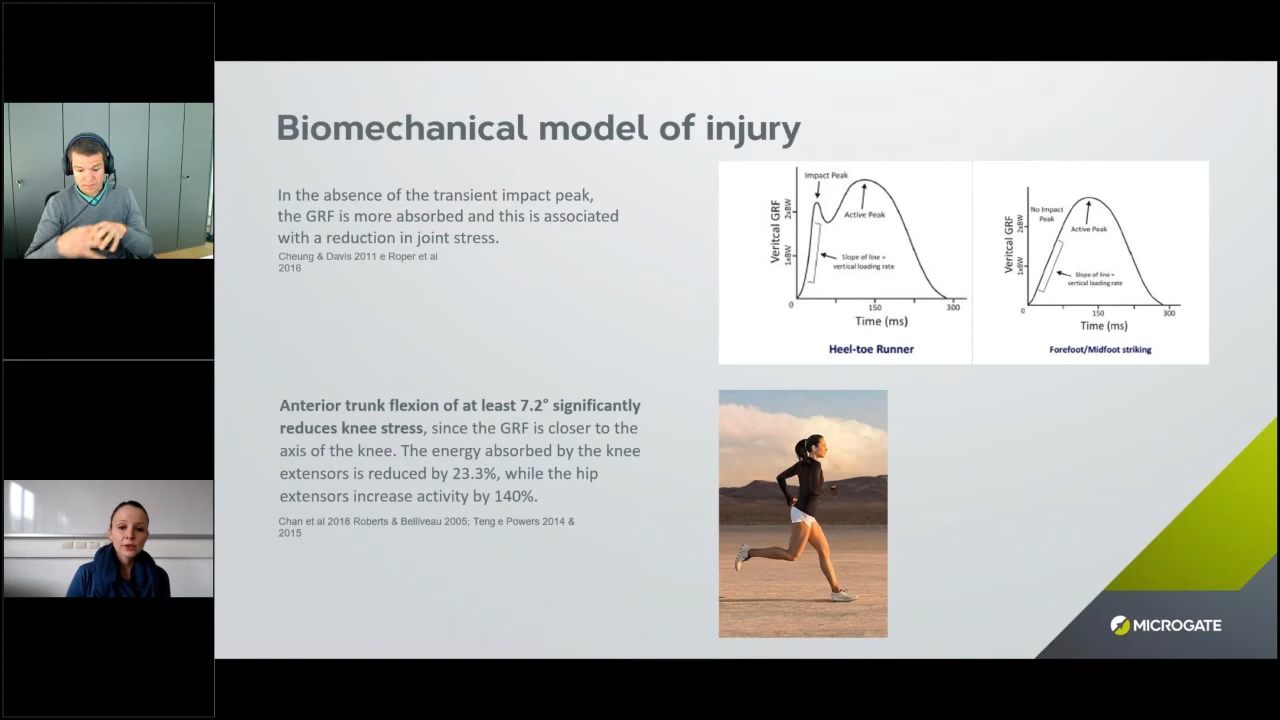 Biomechanical model of injury
In the absence of the transient impact peak,
the GRF is more absorbed and this is associated
with a reduction in joint stress.
Cheung & Davis 2011 e Roper et al
2016
Impact Peak
Active Peak
Veritcal GRF
2xBW
1xBW
Slope of line =
vertical loading rate
0
150
300
Time (ms)
Heel-toe Runner
No Impact
Peak
Active Peak
Veritcal GRF
2xBW
1xBW
Slope of line =
vertical loading rate
0
150
300
Time (ms)
Forefoot/Midfoot striking
Anterior trunk flexion of at least 7.2° significantly
reduces knee stress, since the GRF is closer to the
axis of the knee. The energy absorbed by the knee
extensors is reduced by 23.3%, while the hip
extensors increase activity by 140%.
Chan et al 2018 Roberts & Belliveau 2005; Teng e Powers 2014 &
2015
MICROGATE